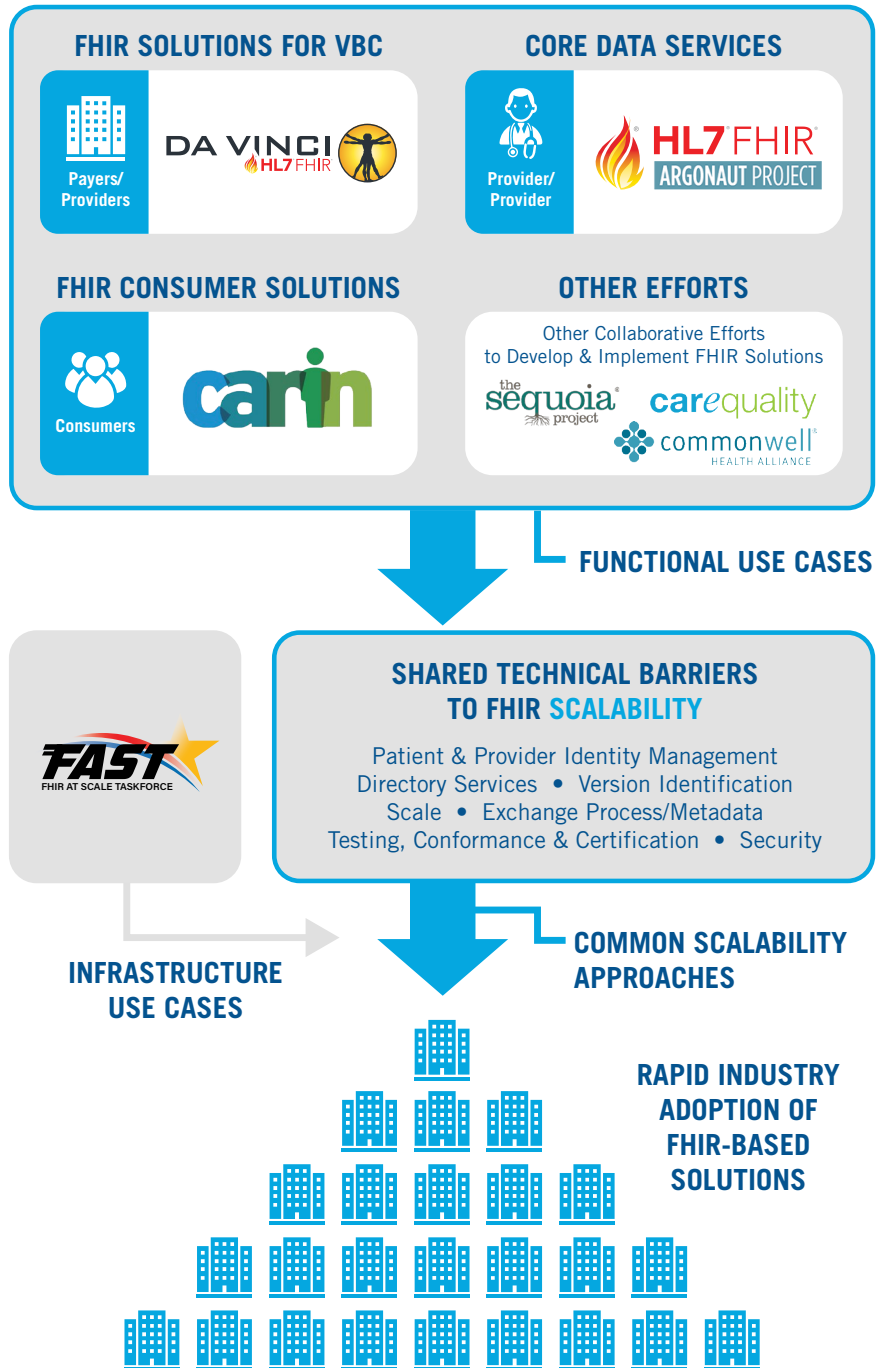 FHIR SOLUTIONS FOR VBC
Payers/
Providers
DA VINCI
HL7 FHIR
CORE DATA SERVICES
Provider/
Provider
HL7® FHIR®
ARGONAUT PROJECT
FHIR CONSUMER SOLUTIONS
Consumers
carin
OTHER EFFORTS
Other Collaborative Efforts
to Develop & Implement FHIR Solutions
the
sequoia®
project
carequality
commonwell®
HEALTH ALLIANCE
FUNCTIONAL USE CASES
FAST
FHIR AT SCALE TASKFORCE
SHARED TECHNICAL BARRIERS
TO FHIR SCALABILITY
Patient & Provider Identity Management
Directory Services • Version Identification
Scale • Exchange Process/Metadata
Testing, Conformance & Certification • Security
INFRASTRUCTURE
USE CASES
COMMON SCALABILITY
APPROACHES
RAPID INDUSTRY
ADOPTION OF
FHIR-BASED
SOLUTIONS